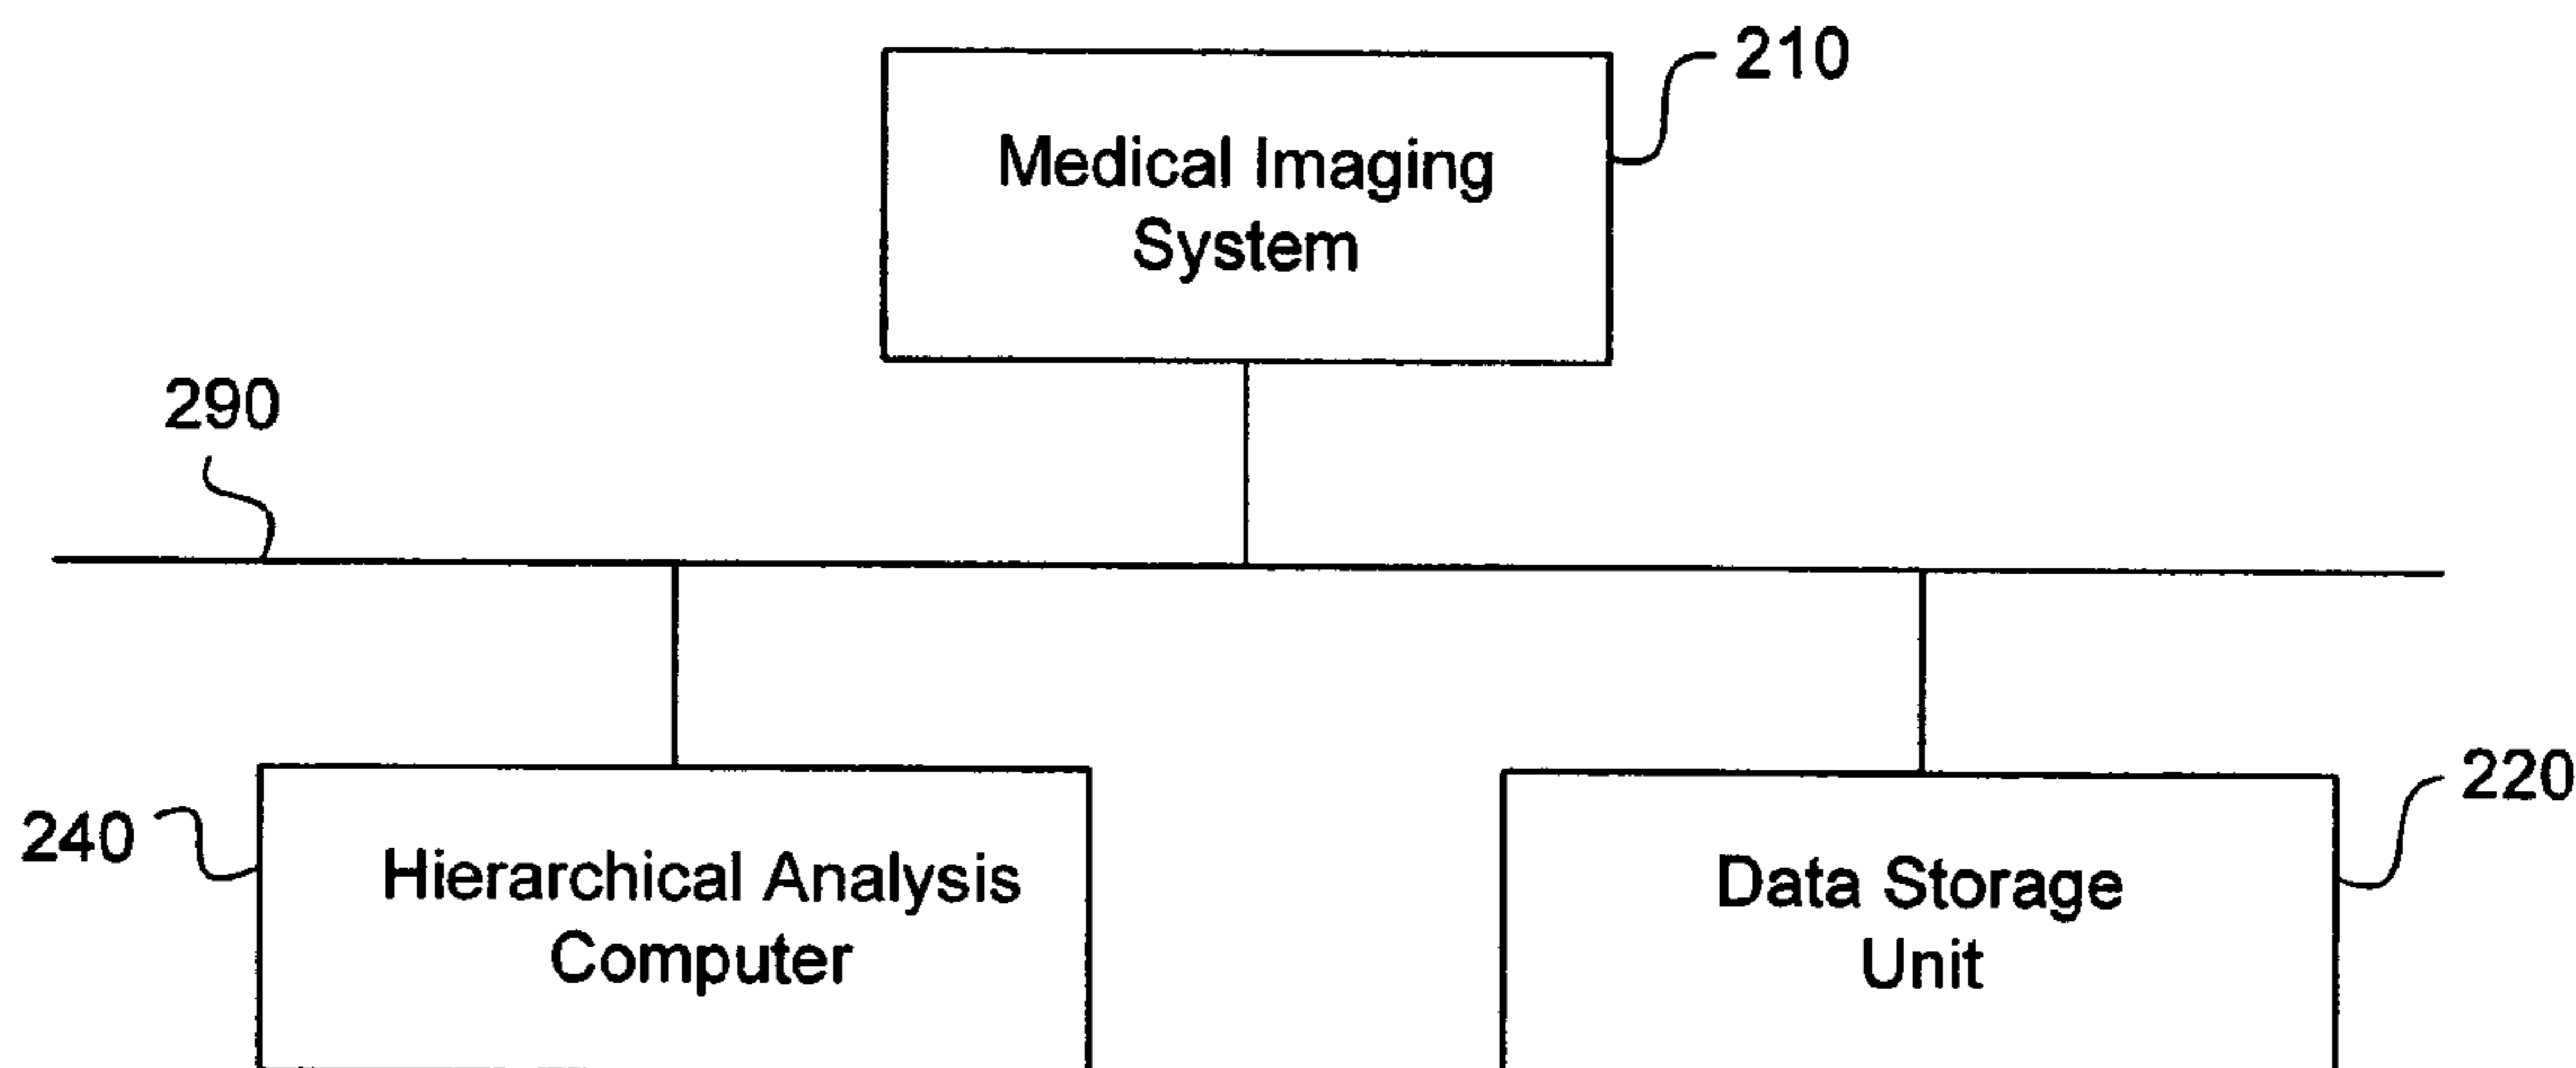 210
Medical Imaging
System
290
240
Hierarchical Analysis
Computer
220
Data Storage
Unit